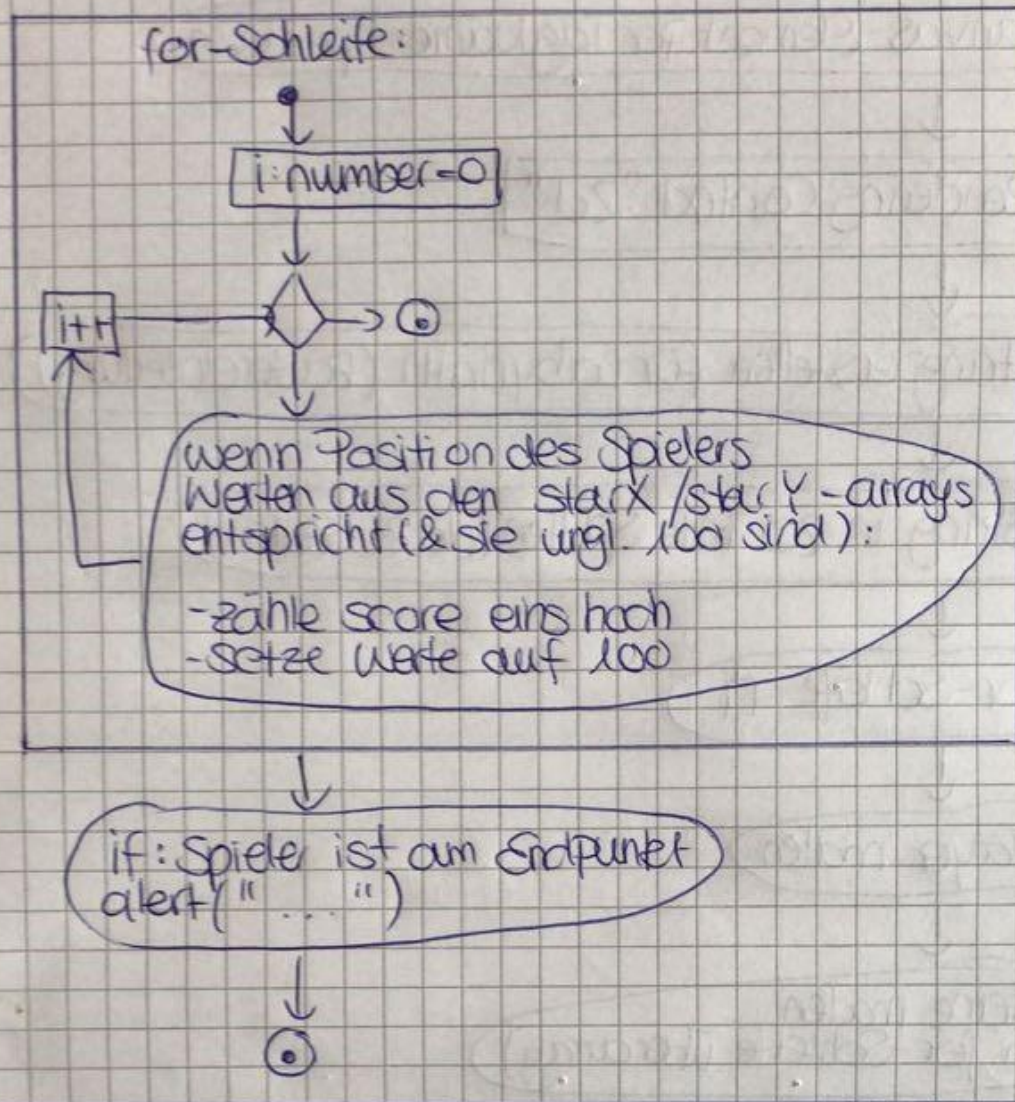 for-Schleife:
i:number=0
i++
wenn Position des Spielers
Werten aus den starX/starY-arrays
entspricht (& sie ungl. 100 sind):
-zähle score eins hoch
-setze Werte auf 100
if: Spieler ist am Endpunkt
alert(" .... ")